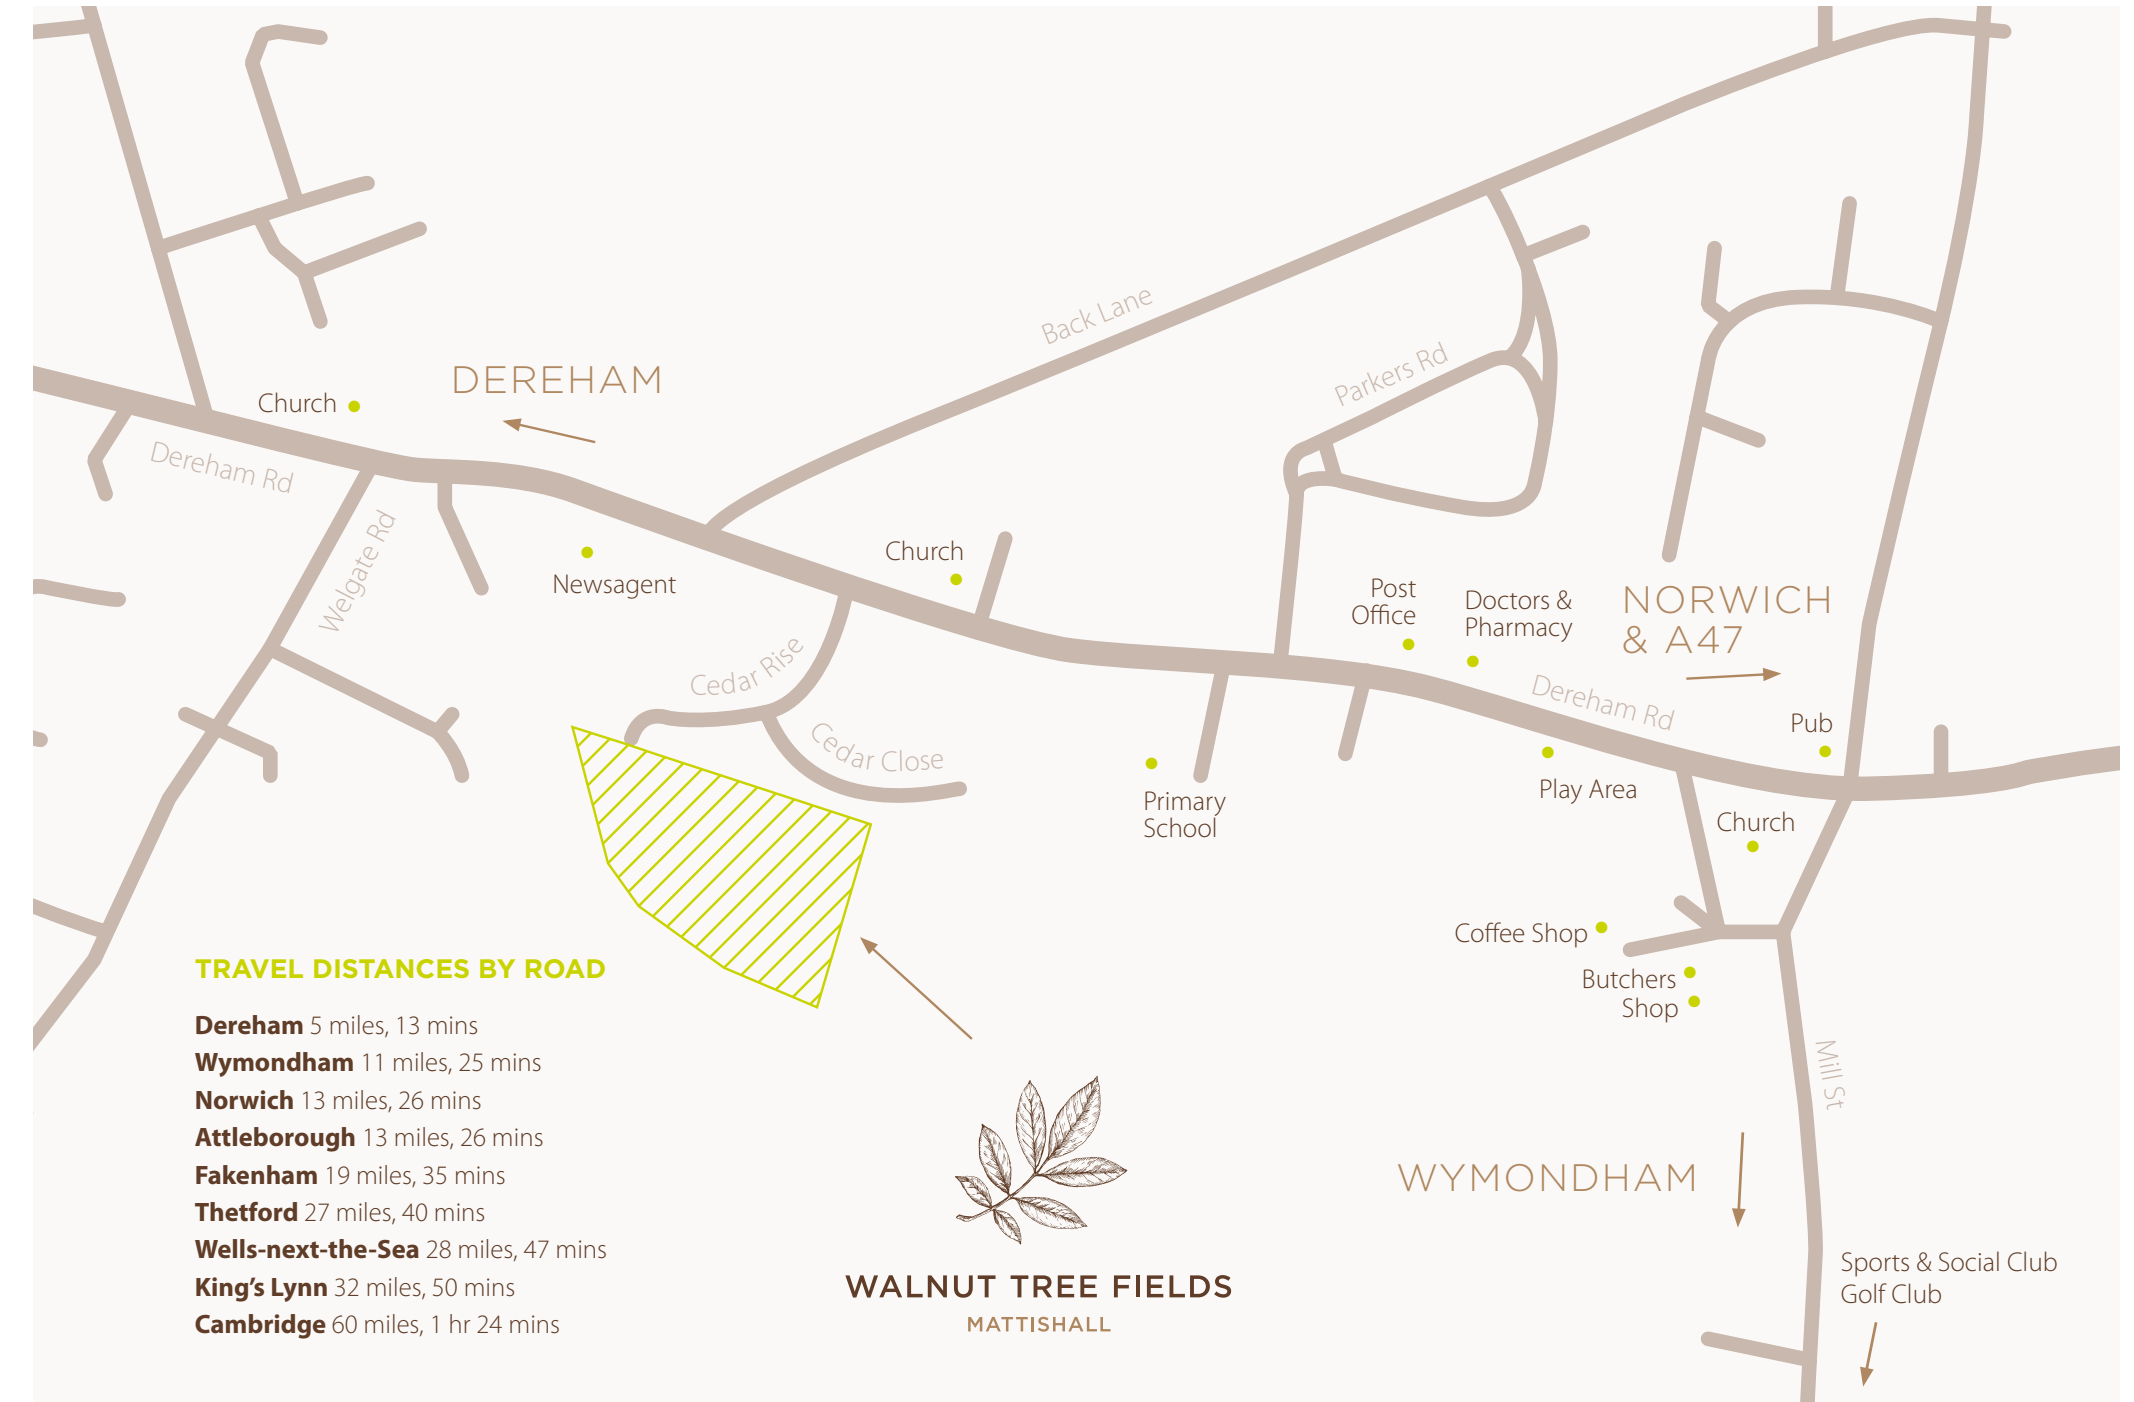 Back Lane
Parkers Rd
DEREHAM
Church
Dereham Rd
Welgate Rd
Newsagent
Church
Post
Office
Doctors &
Pharmacy
NORWICH
& A47
Cedar Rise
Cedar Close
Dereham Rd
Pub
Primary
School
Play Area
Church
Coffee Shop
Butchers
Shop
Mill St
WYMONDHAM
Sports & Social Club
Golf Club
TRAVEL DISTANCES BY ROAD
Dereham 5 miles, 13 mins
Wymondham 11 miles, 25 mins
Norwich 13 miles, 26 mins
Attleborough 13 miles, 26 mins
Fakenham 19 miles, 35 mins
Thetford 27 miles, 40 mins
Wells-next-the-Sea 28 miles, 47 mins
King’s Lynn 32 miles, 50 mins
Cambridge 60 miles, 1 hr 24 mins
WALNUT TREE FIELDS
MATTISHALL